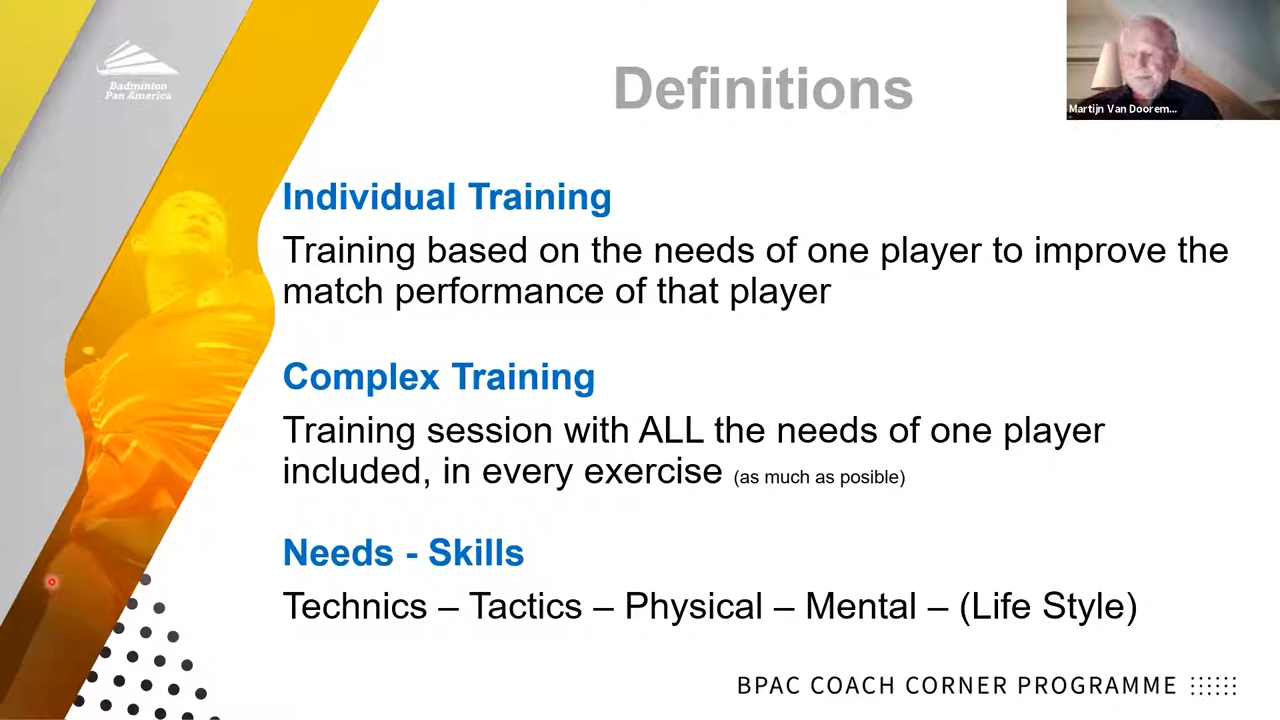 Badminton
Pan America
Definitions
Martijn Van Doorem...
Individual Training
Training based on the needs of one player to improve the
match performance of that player
Complex Training
Training session with ALL the needs of one player
included, in every exercise (as much as posible)
Needs - Skills
Technics – Tactics – Physical – Mental – (Life Style)
BPAC COACH CORNER PROGRAMME